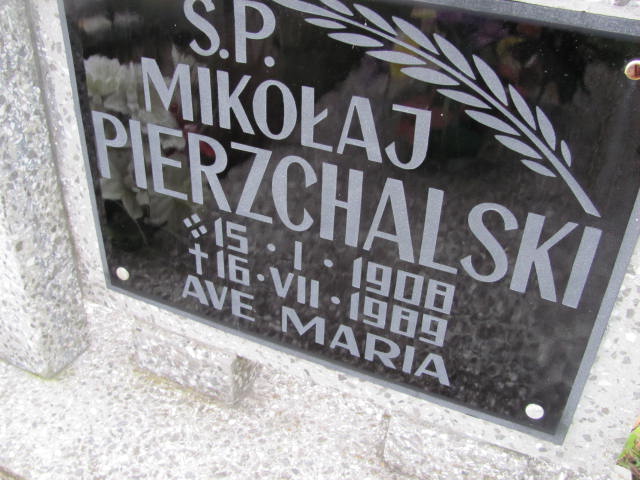 Ś.P.
MIKOŁAJ
PIERZCHALSKI
15 · I · 1908
✝ 16 · VII · 1989
AVE MARIA